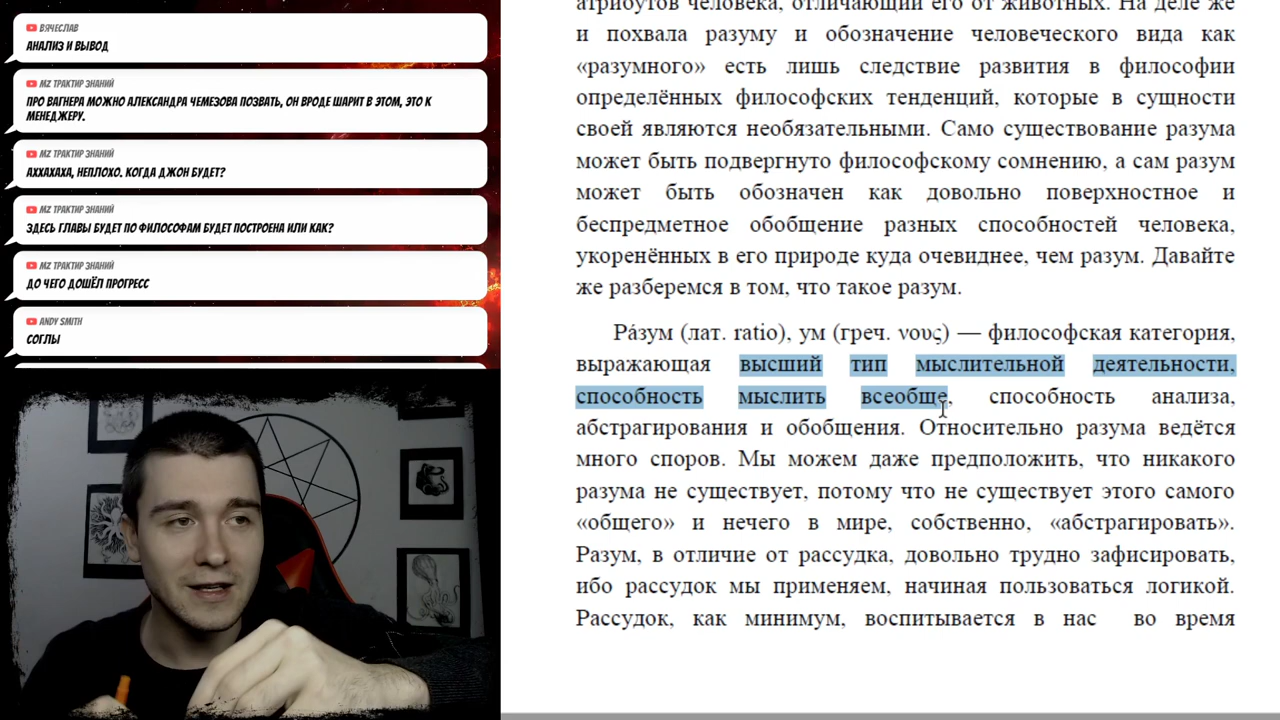 ВЯЧЕСЛАВ
АНАЛИЗ И ВЫВОД
MZ ТРАКТИР ЗНАНИЙ
ПРО ВАГНЕРА МОЖНО АЛЕКСАНДРА ЧЕМЕЗОВА ПОЗВАТЬ, ОН ВРОДЕ ШАРИТ В ЭТОМ, ЭТО К
МЕНЕДЖЕРУ.
MZ ТРАКТИР ЗНАНИЙ
АХХАХАХА, НЕПЛОХО. КОГДА ДЖОН БУДЕТ?
MZ ТРАКТИР ЗНАНИЙ
ЗДЕСЬ ГЛАВЫ БУДЕТ ПО ФИЛОСОФАМ БУДЕТ ПОСТРОЕНА ИЛИ КАК?
MZ ТРАКТИР ЗНАНИЙ
ДО ЧЕГО ДОШЁЛ ПРОГРЕСС
ANDY SMITH
СОГЛЫ
атрибутов человека, отличающий его от животных. На деле же
и похвала разуму и обозначение человеческого вида как
«разумного» есть лишь следствие развития в философии
определённых философских тенденций, которые в сущности
своей являются необязательными. Само существование разума
может быть подвергнуто философскому сомнению, а сам разум
может быть обозначен как довольно поверхностное и
беспредметное обобщение разных способностей человека,
укоренённых в его природе куда очевиднее, чем разум. Давайте
же разберемся в том, что такое разум.
Ра́зум (лат. ratio), ум (греч. νους) — философская категория,
выражающая высший тип мыслительной деятельности,
способность мыслить всеобще, способность анализа,
абстрагирования и обобщения. Относительно разума ведётся
много споров. Мы можем даже предположить, что никакого
разума не существует, потому что не существует этого самого
«общего» и нечего в мире, собственно, «абстрагировать».
Разум, в отличие от рассудка, довольно трудно зафисировать,
ибо рассудок мы применяем, начиная пользоваться логикой.
Рассудок, как минимум, воспитывается в нас во время